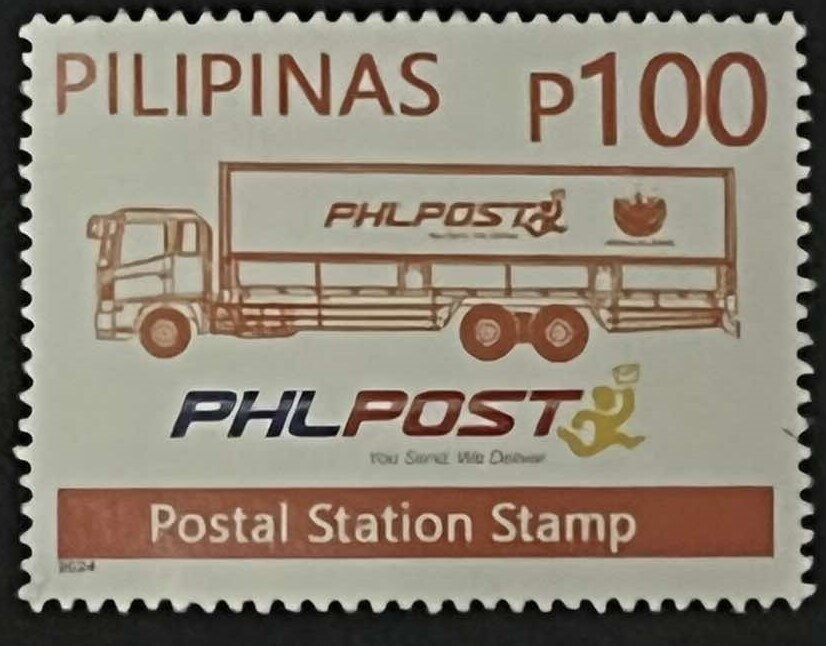 PILIPINAS
P100
PHLPOST
PHLPOST
You Send. We Deliver
Postal Station Stamp
2024